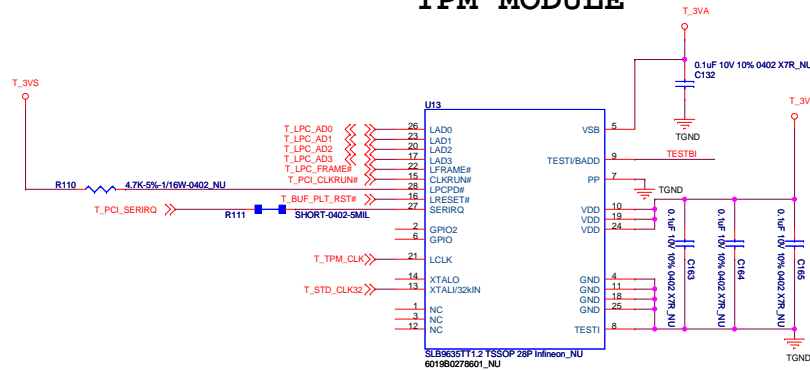 TPM MODULE
T_3VA
0.1uF 10V 10% 0402 X7R_NU
C132
TGND
T_3VS
T_3V
U13
T_LPC_AD0 26 LAD0
T_LPC_AD1 23 LAD1
T_LPC_AD2 20 LAD2
T_LPC_AD3 17 LAD3
T_LPC_FRAME# 22 LFRAME#
T_PCI_CLKRUN# 15 CLKRUN#
R110 4.7K-5%-1/16W-0402_NU 28 LPCPD#
T_BUF_PLT_RST# 16 LRESET#
T_PCI_SERIRQ R111 SHORT-0402-5MIL 27 SERIRQ
2 GPIO2
6 GPIO
T_TPM_CLK 21 LCLK
14 XTALO
T_STD_CLK32 13 XTALI/32kIN
1 NC
3 NC
12 NC
VSB 5
TESTI/BADD 9 TESTBI
PP 7 TGND
VDD 10
VDD 19
VDD 24
GND 4
GND 11
GND 18
GND 25
TESTI 8
0.1uF 10V 10% 0402 X7R_NU
C163
0.1uF 10V 10% 0402 X7R_NU
C164
0.1uF 10V 10% 0402 X7R_NU
C165
TGND
SLB9635TT1.2 TSSOP 28P Infineon_NU
6019B0278601_NU